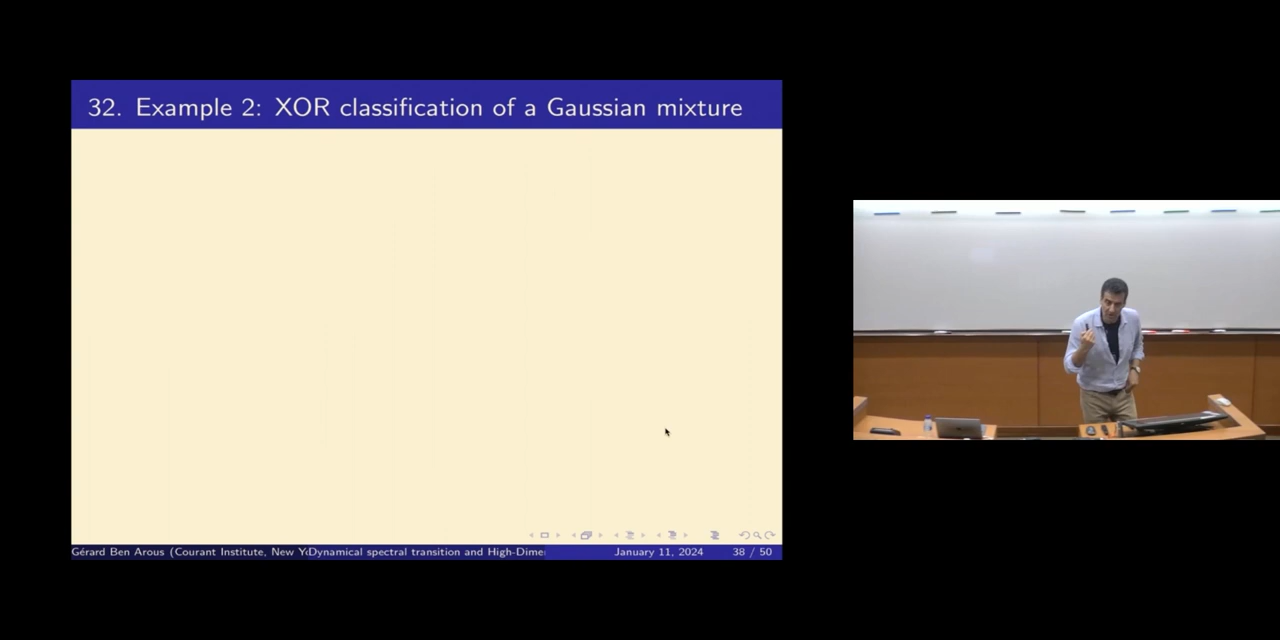 32. Example 2: XOR classification of a Gaussian mixture
Gérard Ben Arous (Courant Institute, New Yo
Dynamical spectral transition and High-Dimen
January 11, 2024
38 / 50